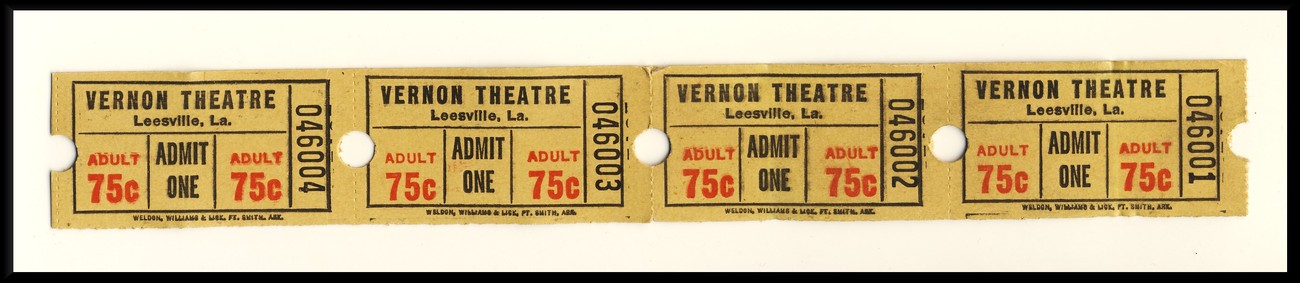 VERNON THEATRE
Leesville, La.
ADULT ADMIT ADULT
75c ONE 75c
046004
WELDON, WILLIAMS & LICK, FT. SMITH, ARK.
VERNON THEATRE
Leesville, La.
ADULT ADMIT ADULT
75c ONE 75c
046003
WELDON, WILLIAMS & LICK, FT. SMITH, ARK.
VERNON THEATRE
Leesville, La.
ADULT ADMIT ADULT
75c ONE 75c
046002
WELDON, WILLIAMS & LICK, FT. SMITH, ARK.
VERNON THEATRE
Leesville, La.
ADULT ADMIT ADULT
75c ONE 75c
046001
WELDON, WILLIAMS & LICK, FT. SMITH, ARK.